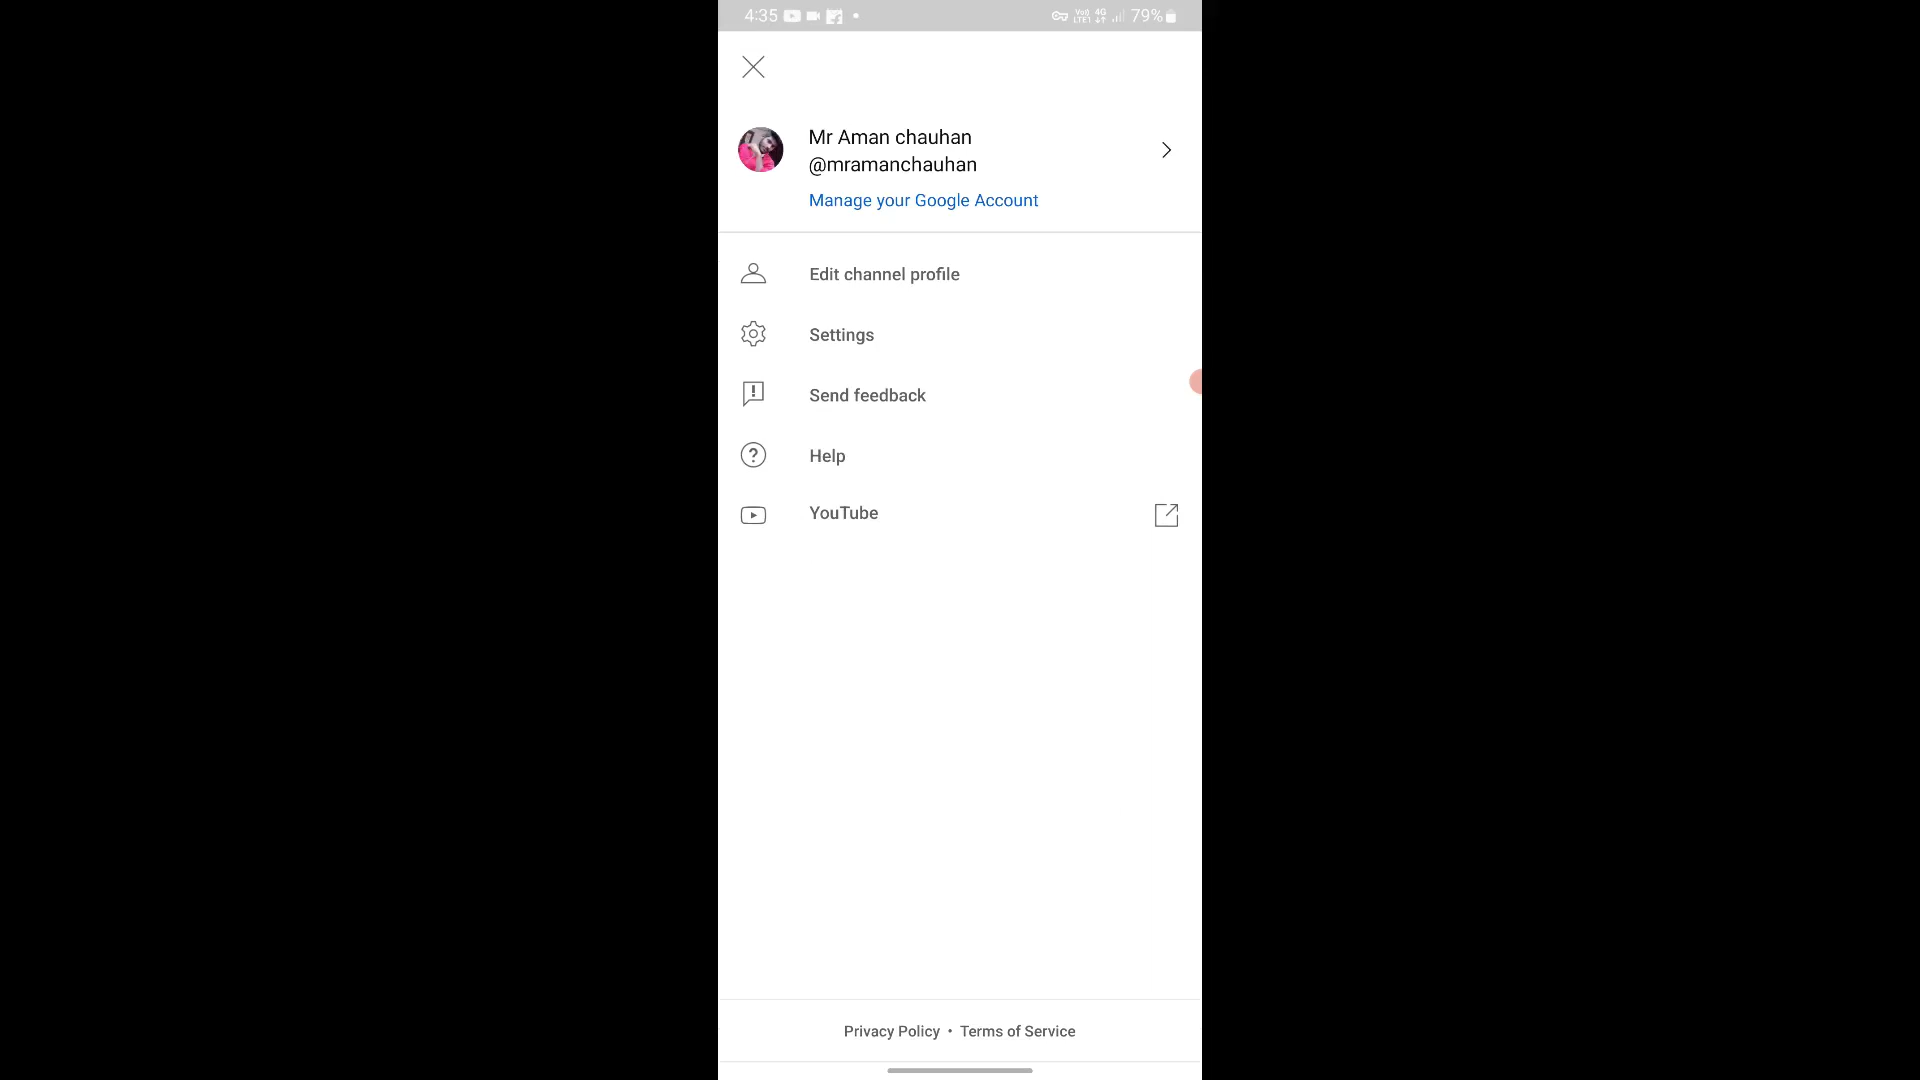 4:35 79%
Mr Aman chauhan
@mramanchauhan
Manage your Google Account
Edit channel profile
Settings
Send feedback
Help
YouTube
Privacy Policy • Terms of Service